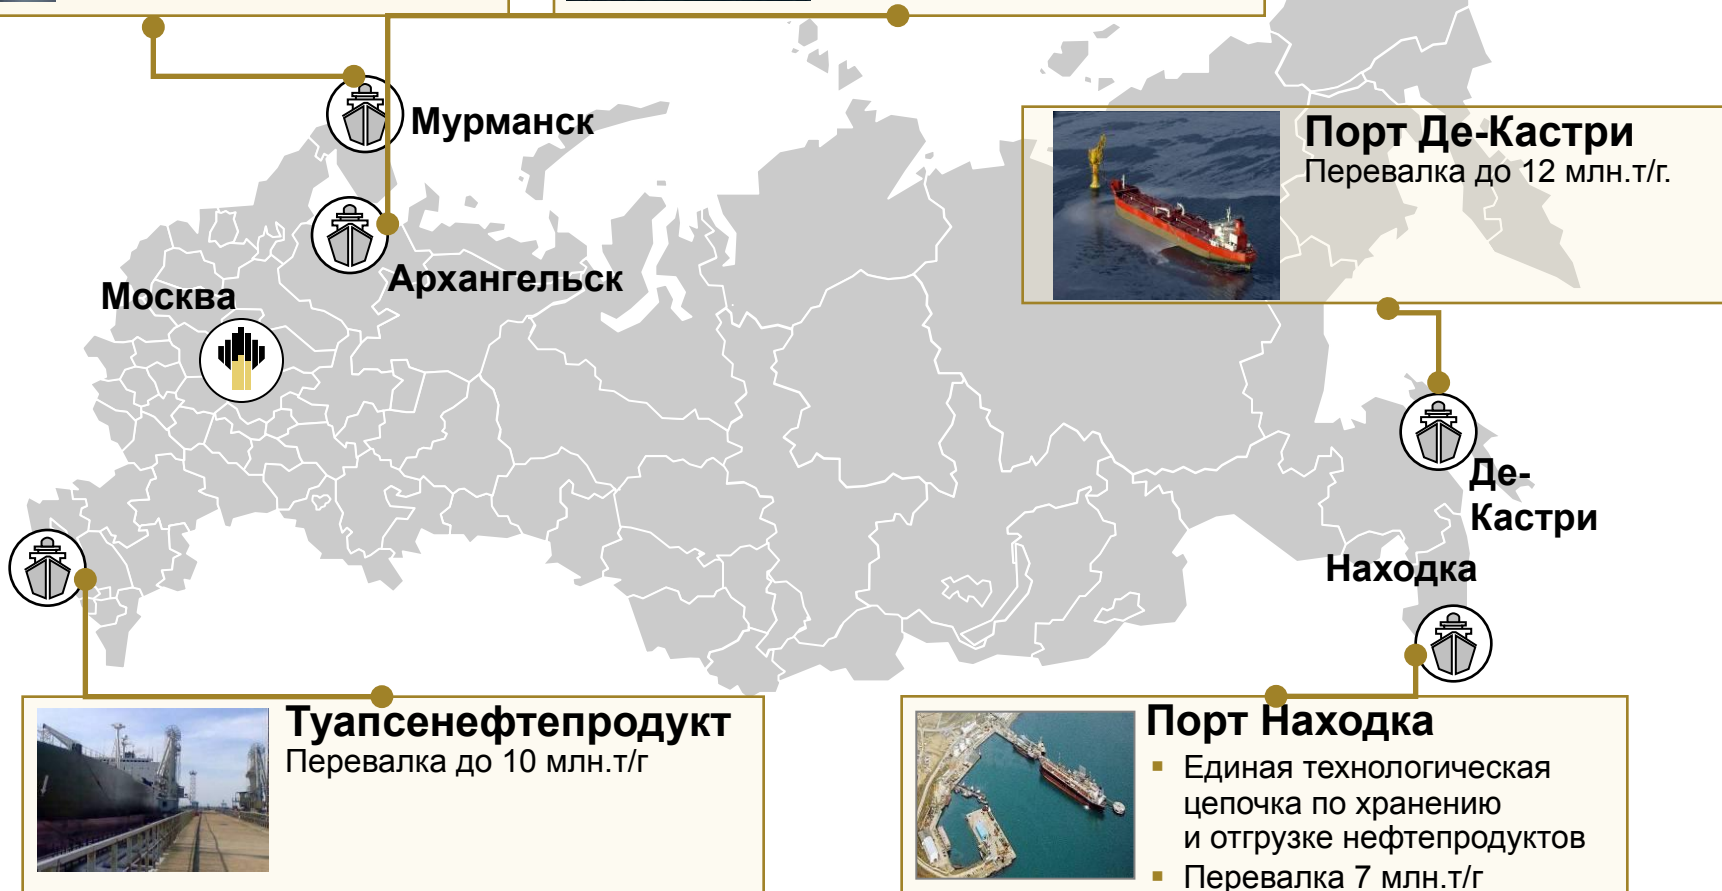 Мурманск
Порт Де-Кастри
Перевалка до 12 млн.т/г.
Архангельск
Москва
Де-
Кастри
Находка
Туапсенефтепродукт
Перевалка до 10 млн.т/г
Порт Находка
▪ Единая технологическая
цепочка по хранению
и отгрузке нефтепродуктов
▪ Перевалка 7 млн.т/г